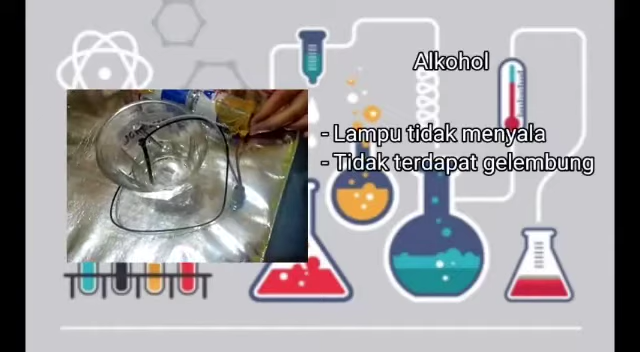 Alkohol
- Lampu tidak menyala
- Tidak terdapat gelembung